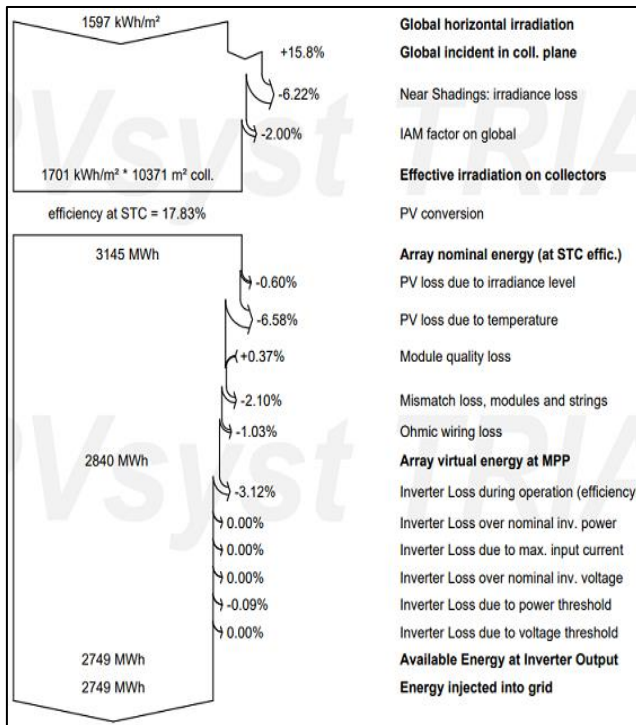 1597 kWh/m² Global horizontal irradiation
+15.8% Global incident in coll. plane
-6.22% Near Shadings: irradiance loss
-2.00% IAM factor on global
1701 kWh/m² * 10371 m² coll. Effective irradiation on collectors
efficiency at STC = 17.83% PV conversion
3145 MWh Array nominal energy (at STC effic.)
-0.60% PV loss due to irradiance level
-6.58% PV loss due to temperature
+0.37% Module quality loss
-2.10% Mismatch loss, modules and strings
-1.03% Ohmic wiring loss
2840 MWh Array virtual energy at MPP
-3.12% Inverter Loss during operation (efficiency
0.00% Inverter Loss over nominal inv. power
0.00% Inverter Loss due to max. input current
0.00% Inverter Loss over nominal inv. voltage
-0.09% Inverter Loss due to power threshold
0.00% Inverter Loss due to voltage threshold
2749 MWh Available Energy at Inverter Output
2749 MWh Energy injected into grid
PVsyst TRIA
PVsyst TRIA